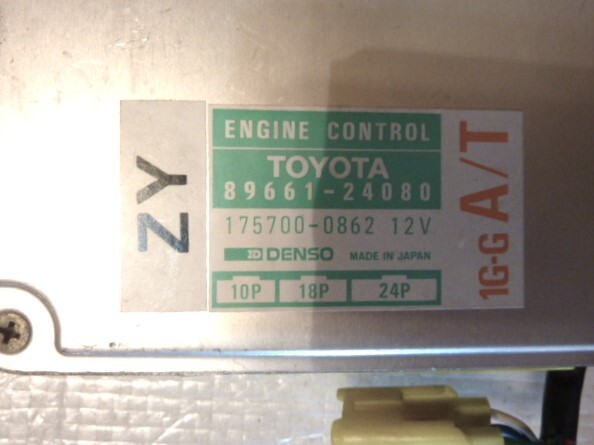 ZY
ENGINE CONTROL
TOYOTA
89661-24080
175700-0862 12V
DENSO MADE IN JAPAN
10P 18P 24P
1G-G A/T